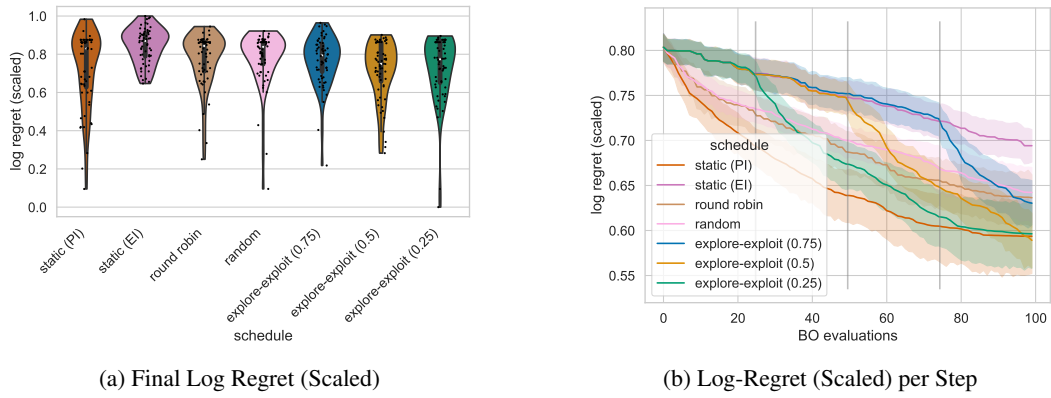 log regret (scaled)
1.0
0.8
0.6
0.4
0.2
0.0
static (PI)
static (EI)
round robin
random
explore-exploit (0.75)
explore-exploit (0.5)
explore-exploit (0.25)
schedule
(a) Final Log Regret (Scaled)
log regret (scaled)
0.80
0.75
0.70
0.65
0.60
0.55
schedule
static (PI)
static (EI)
round robin
random
explore-exploit (0.75)
explore-exploit (0.5)
explore-exploit (0.25)
0
20
40
60
80
100
BO evaluations
(b) Log-Regret (Scaled) per Step